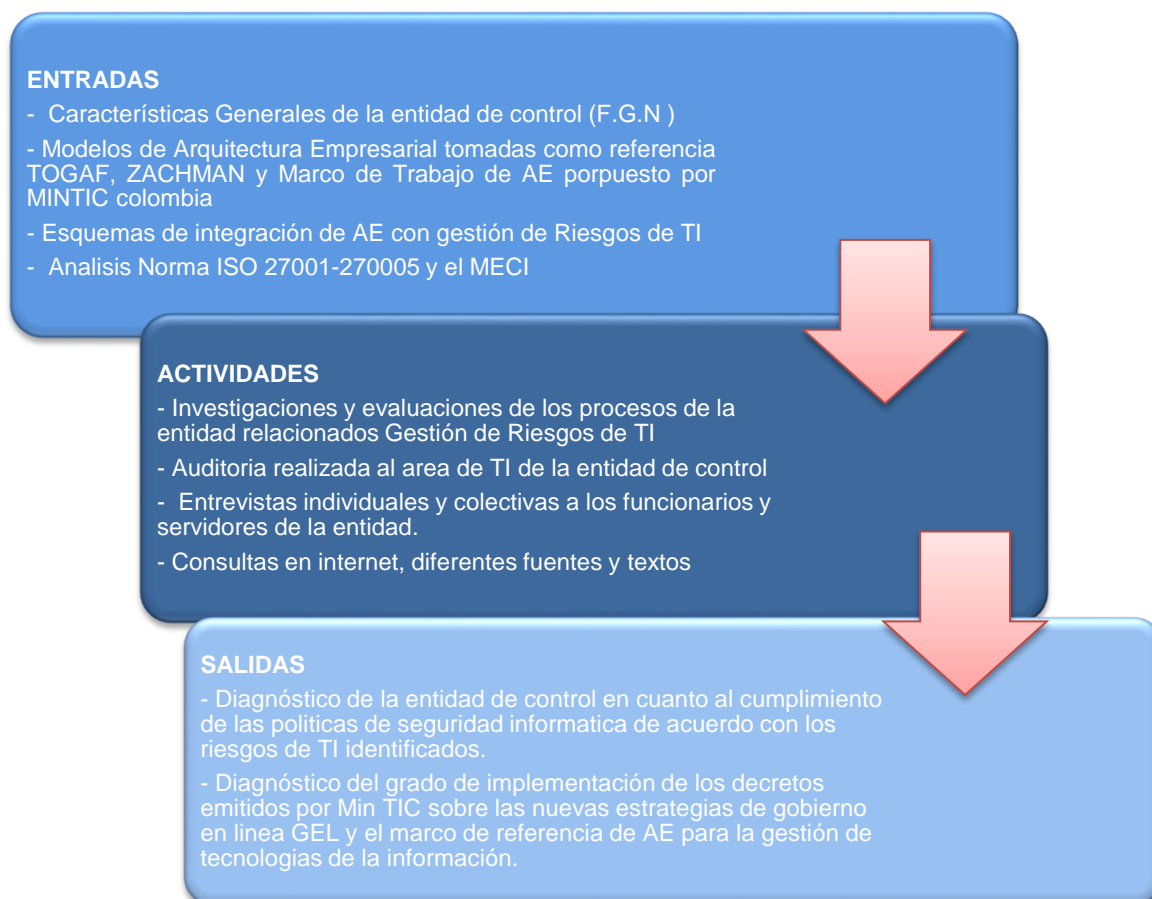 ENTRADAS
- Características Generales de la entidad de control (F.G.N )
- Modelos de Arquitectura Empresarial tomadas como referencia
TOGAF, ZACHMAN y Marco de Trabajo de AE porpuesto por
MINTIC colombia
- Esquemas de integración de AE con gestión de Riesgos de TI
- Analisis Norma ISO 27001-270005 y el MECI
ACTIVIDADES
- Investigaciones y evaluaciones de los procesos de la
entidad relacionados Gestión de Riesgos de TI
- Auditoria realizada al area de TI de la entidad de control
- Entrevistas individuales y colectivas a los funcionarios y
servidores de la entidad.
- Consultas en internet, diferentes fuentes y textos
SALIDAS
- Diagnóstico de la entidad de control en cuanto al cumplimiento
de las politicas de seguridad informatica de acuerdo con los
riesgos de TI identificados.
- Diagnóstico del grado de implementación de los decretos
emitidos por Min TIC sobre las nuevas estrategias de gobierno
en linea GEL y el marco de referencia de AE para la gestión de
tecnologias de la información.